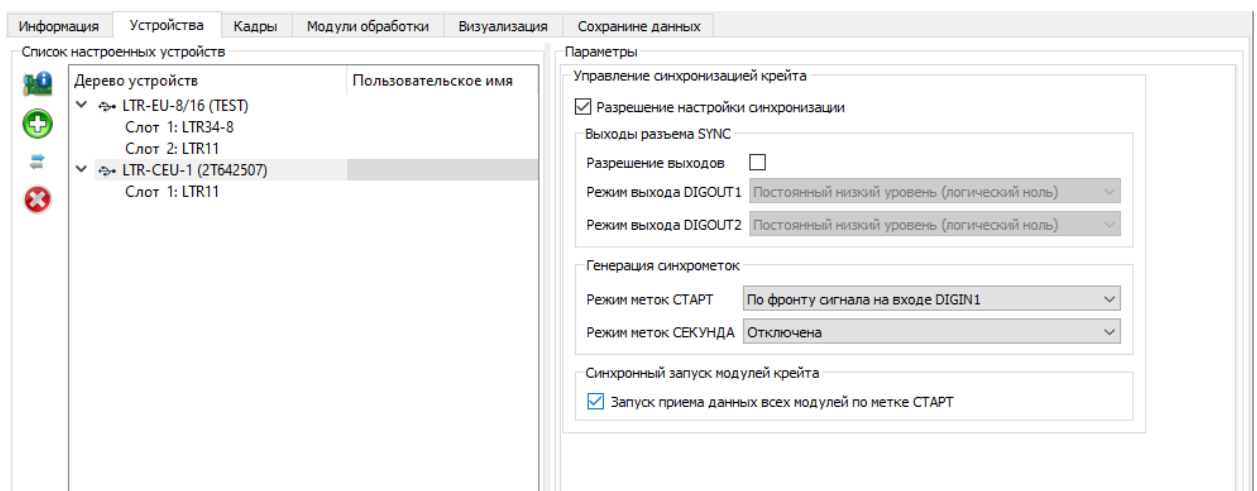 Информация Устройства Кадры Модули обработки Визуализация Сохранине данных
Список настроенных устройств
Дерево устройств Пользовательское имя
LTR-EU-8/16 (TEST)
Слот 1: LTR34-8
Слот 2: LTR11
LTR-CEU-1 (2T642507)
Слот 1: LTR11
Параметры
Управление синхронизацией крейта
Разрешение настройки синхронизации
Выходы разъема SYNC
Разрешение выходов
Режим выхода DIGOUT1 Постоянный низкий уровень (логический ноль)
Режим выхода DIGOUT2 Постоянный низкий уровень (логический ноль)
Генерация синхрометок
Режим меток СТАРТ По фронту сигнала на входе DIGIN1
Режим меток СЕКУНДА Отключена
Синхронный запуск модулей крейта
Запуск приема данных всех модулей по метке СТАРТ